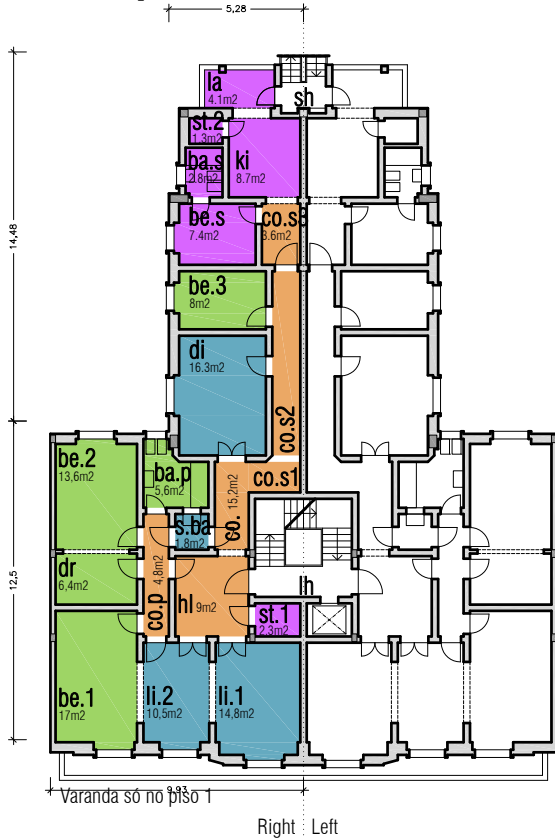 5,28
la
4.1m2
sh
st.2
1.3m2
ki
8.7m2
ba.s
2.8m2
be.s
7.4m2
co.s3
3.6m2
14,48
be.3
8m2
di
16.3m2
co.s2
be.2
13,6m2
ba.p
5,6m2
co.s1
co. 15,2m2
s.ba
1.8m2
dr
6,4m2
co.p 4,8m2
hl 9m2
h
st.1
2.3m2
12,5
be.1
17m2
li.2
10,5m2
li.1
14,8m2
9,93
Varanda só no piso 1
Right Left